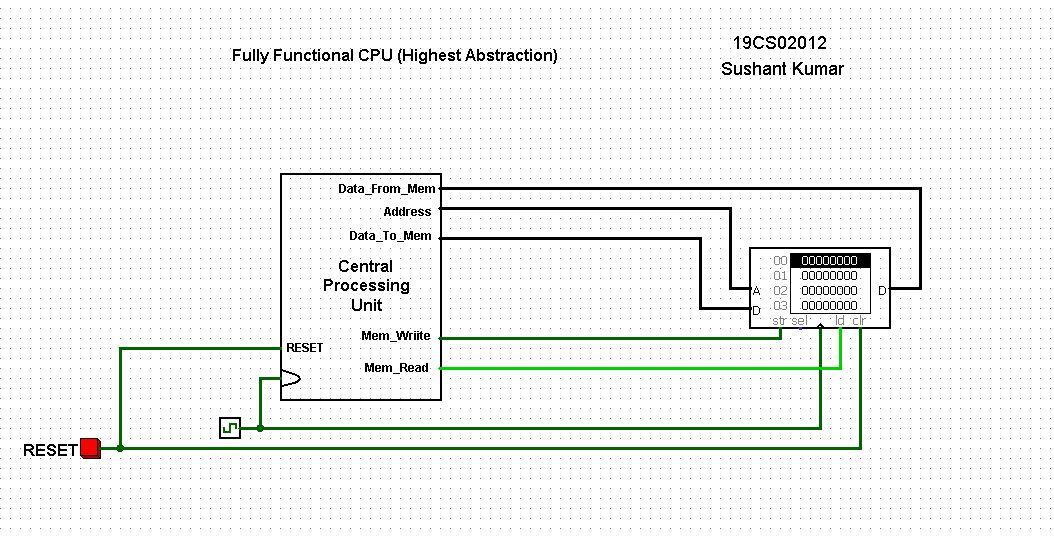 19CS02012
Fully Functional CPU (Highest Abstraction)
Sushant Kumar
Data_From_Mem
Address
Data_To_Mem
Central
Processing
Unit
Mem_Wriite
RESET
Mem_Read
00 00000000
01 00000000
A 02 00000000 D
D 03 00000000
str sel ld clr
RESET